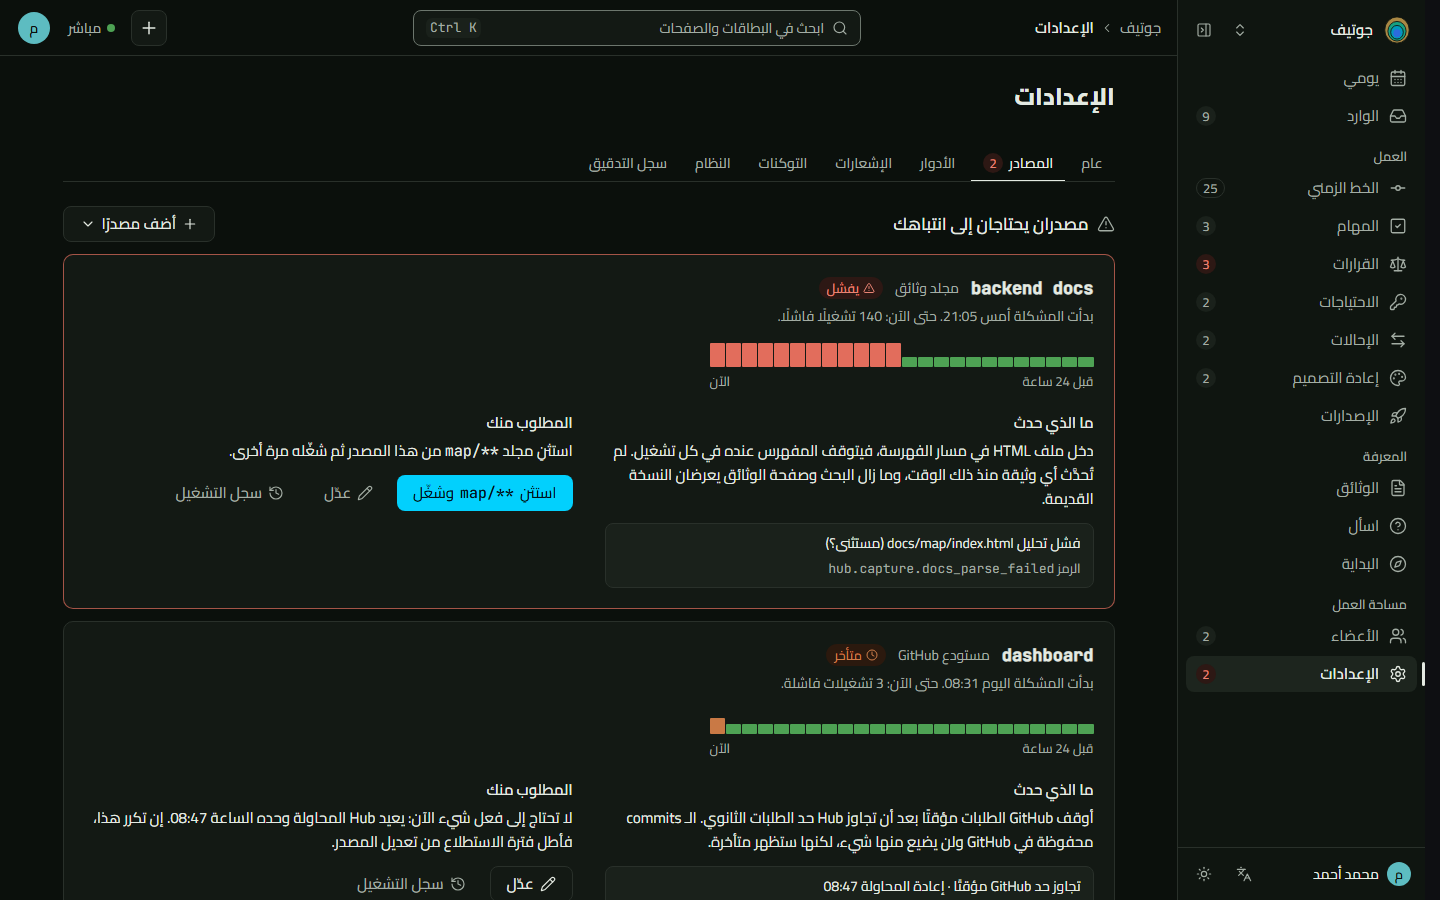 جوتيف
يومي
الوارد 9
العمل
الخط الزمني 25
المهام 3
القرارات 3
الاحتياجات 2
الإحالات 2
إعادة التصميم 2
الإصدارات
المعرفة
الوثائق
اسأل
البداية
مساحة العمل
الأعضاء 2
الإعدادات 2
م محمد أحمد
جوتيف › الإعدادات
ابحث في البطاقات والصفحات Ctrl K
مباشر
م
الإعدادات
عام
المصادر 2
الأدوار
الإشعارات
التوكنات
النظام
سجل التدقيق
مصدران يحتاجان إلى انتباهك
أضف مصدرًا
backend docs مجلد وثائق يفشل
بدأت المشكلة أمس 21:05. حتى الآن: 140 تشغيلًا فاشلًا.
قبل 24 ساعة
الآن
ما الذي حدث
دخل ملف HTML في مسار الفهرسة، فيتوقف المفهرس عنده في كل تشغيل. لم
تُحدَّث أي وثيقة منذ ذلك الوقت، وما زال البحث وصفحة الوثائق يعرضان النسخة
القديمة.
فشل تحليل docs/map/index.html (مستثنى؟)
الرمز hub.capture.docs_parse_failed
المطلوب منك
استثنِ مجلد map/** من هذا المصدر ثم شغّله مرة أخرى.
استثنِ map/** وشغّل
عدّل
سجل التشغيل
dashboard مستودع GitHub متأخر
بدأت المشكلة اليوم 08:31. حتى الآن: 3 تشغيلات فاشلة.
قبل 24 ساعة
الآن
ما الذي حدث
أوقف GitHub الطلبات مؤقتًا بعد أن تجاوز Hub حد الطلبات الثانوي. الـ commits
محفوظة في GitHub ولن يضيع منها شيء، لكنها ستظهر متأخرة.
تجاوز حد GitHub مؤقتًا · إعادة المحاولة 08:47
المطلوب منك
لا تحتاج إلى فعل شيء الآن: يعيد Hub المحاولة وحده الساعة 08:47. إن تكرر هذا،
فأطل فترة الاستطلاع من تعديل المصدر.
عدّل
سجل التشغيل